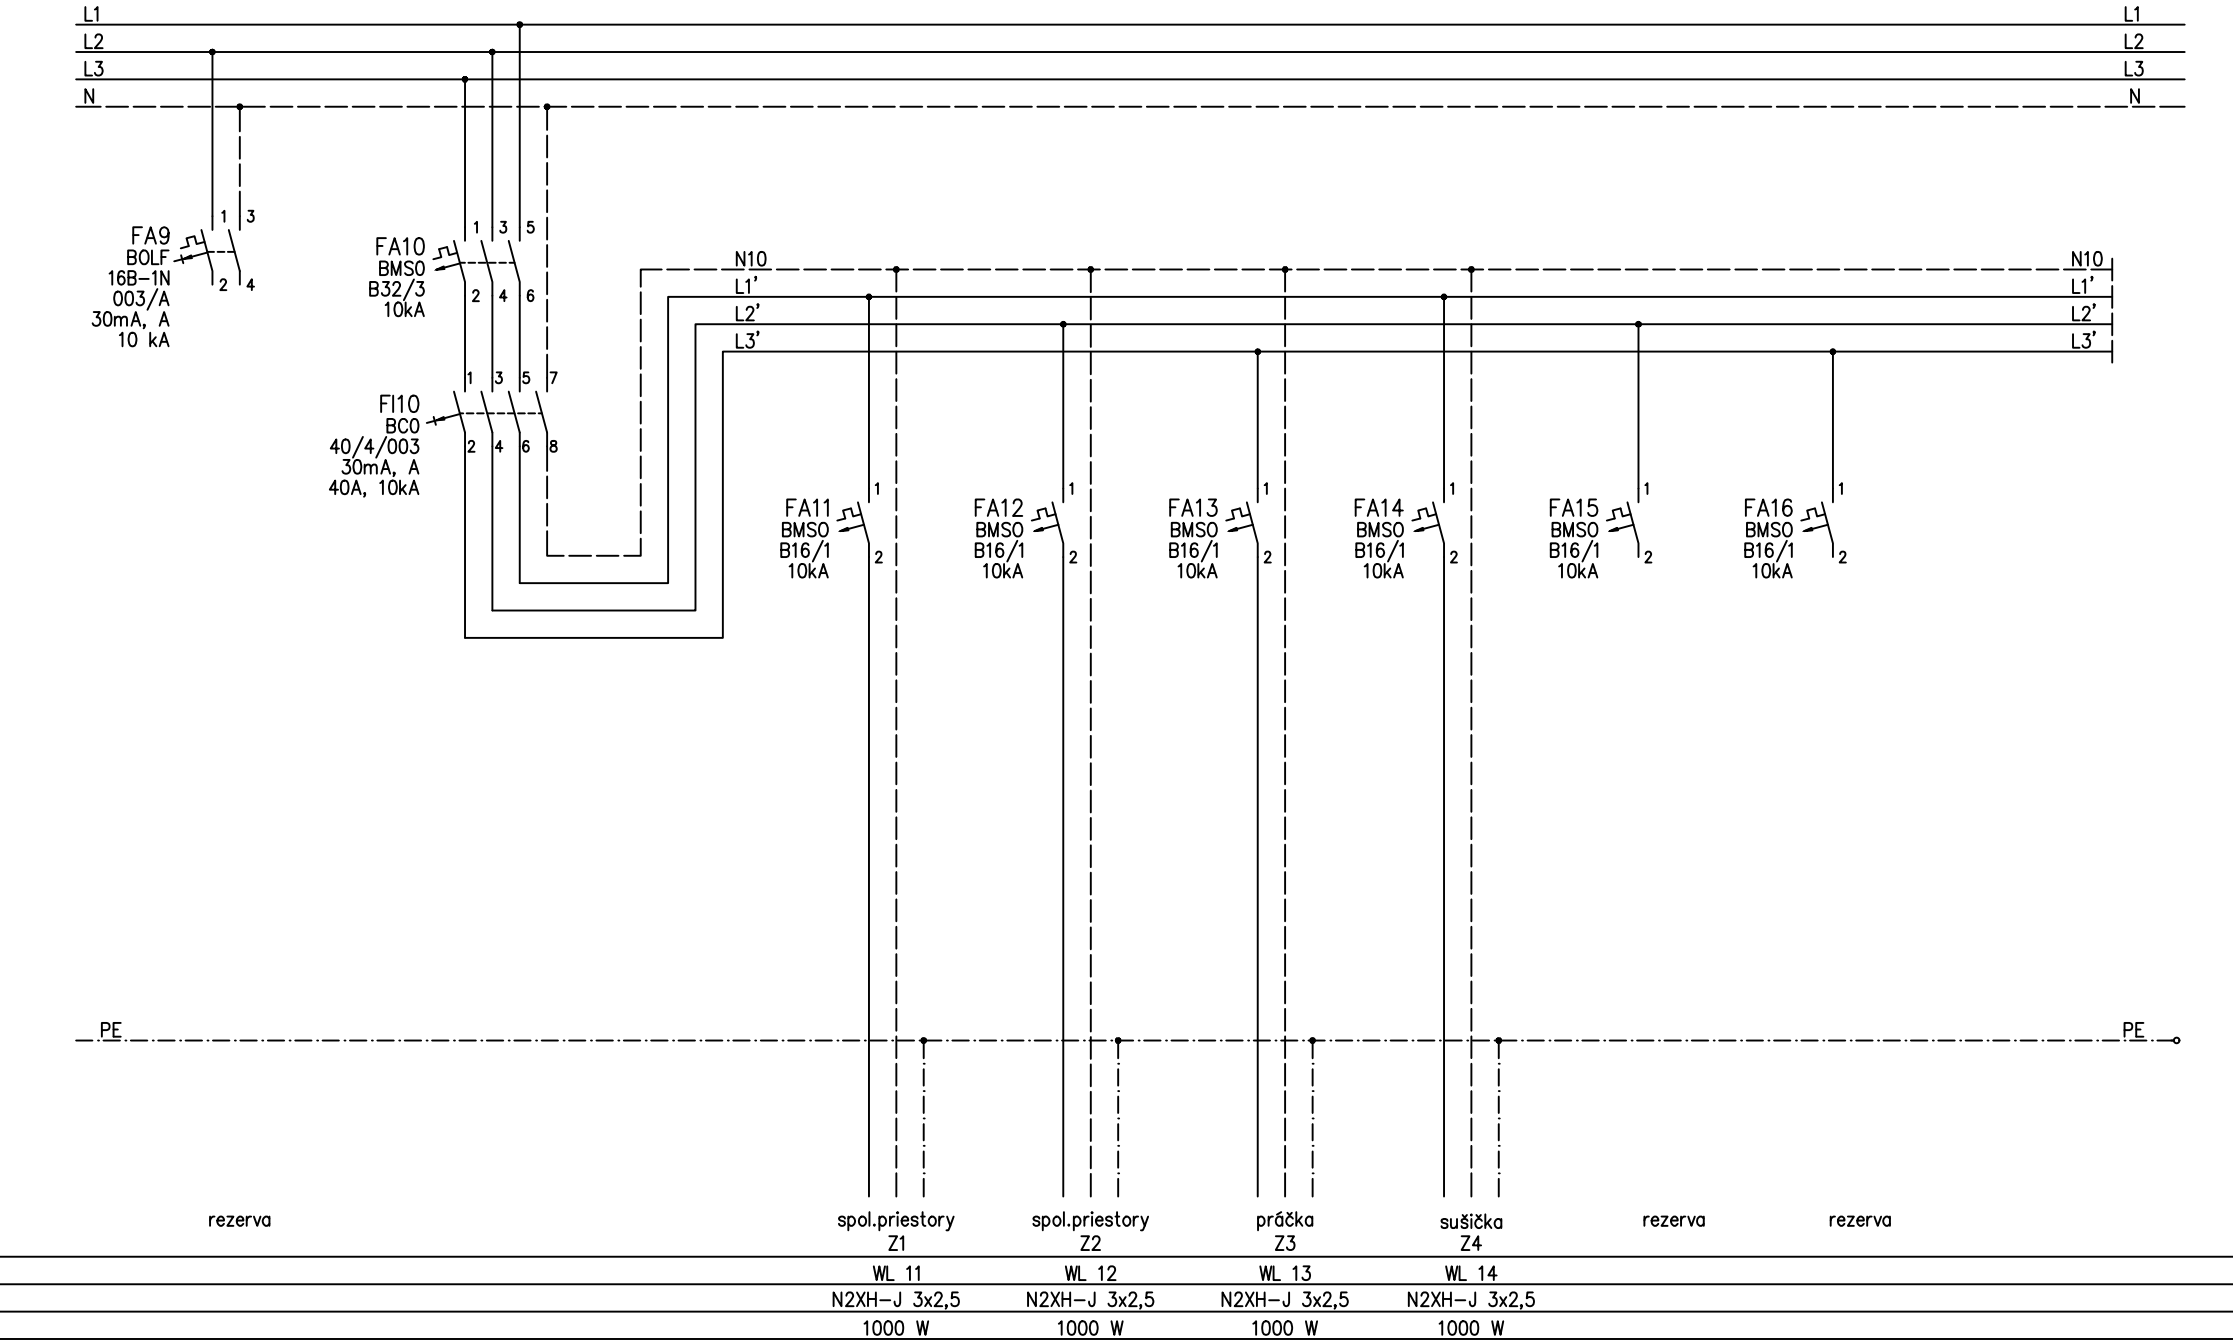 L1 L1
L2 L2
L3 L3
N N
1 3
FA9
BOLF
16B-1N
003/A
30mA, A
10 kA
2 4
1 3 5
FA10
BMSO
B32/3
10kA
2 4 6
N10 N10
L1' L1'
L2' L2'
L3' L3'
1 3 5 7
FI10
BCO
40/4/003
30mA, A
40A, 10kA
2 4 6 8
1
FA11
BMSO
B16/1
10kA
2
1
FA12
BMSO
B16/1
10kA
2
1
FA13
BMSO
B16/1
10kA
2
1
FA14
BMSO
B16/1
10kA
2
1
FA15
BMSO
B16/1
10kA
2
1
FA16
BMSO
B16/1
10kA
2
PE PE
rezerva spol.priestory spol.priestory práčka sušička rezerva rezerva
Z1 Z2 Z3 Z4
WL 11 WL 12 WL 13 WL 14
N2XH-J 3x2,5 N2XH-J 3x2,5 N2XH-J 3x2,5 N2XH-J 3x2,5
1000 W 1000 W 1000 W 1000 W